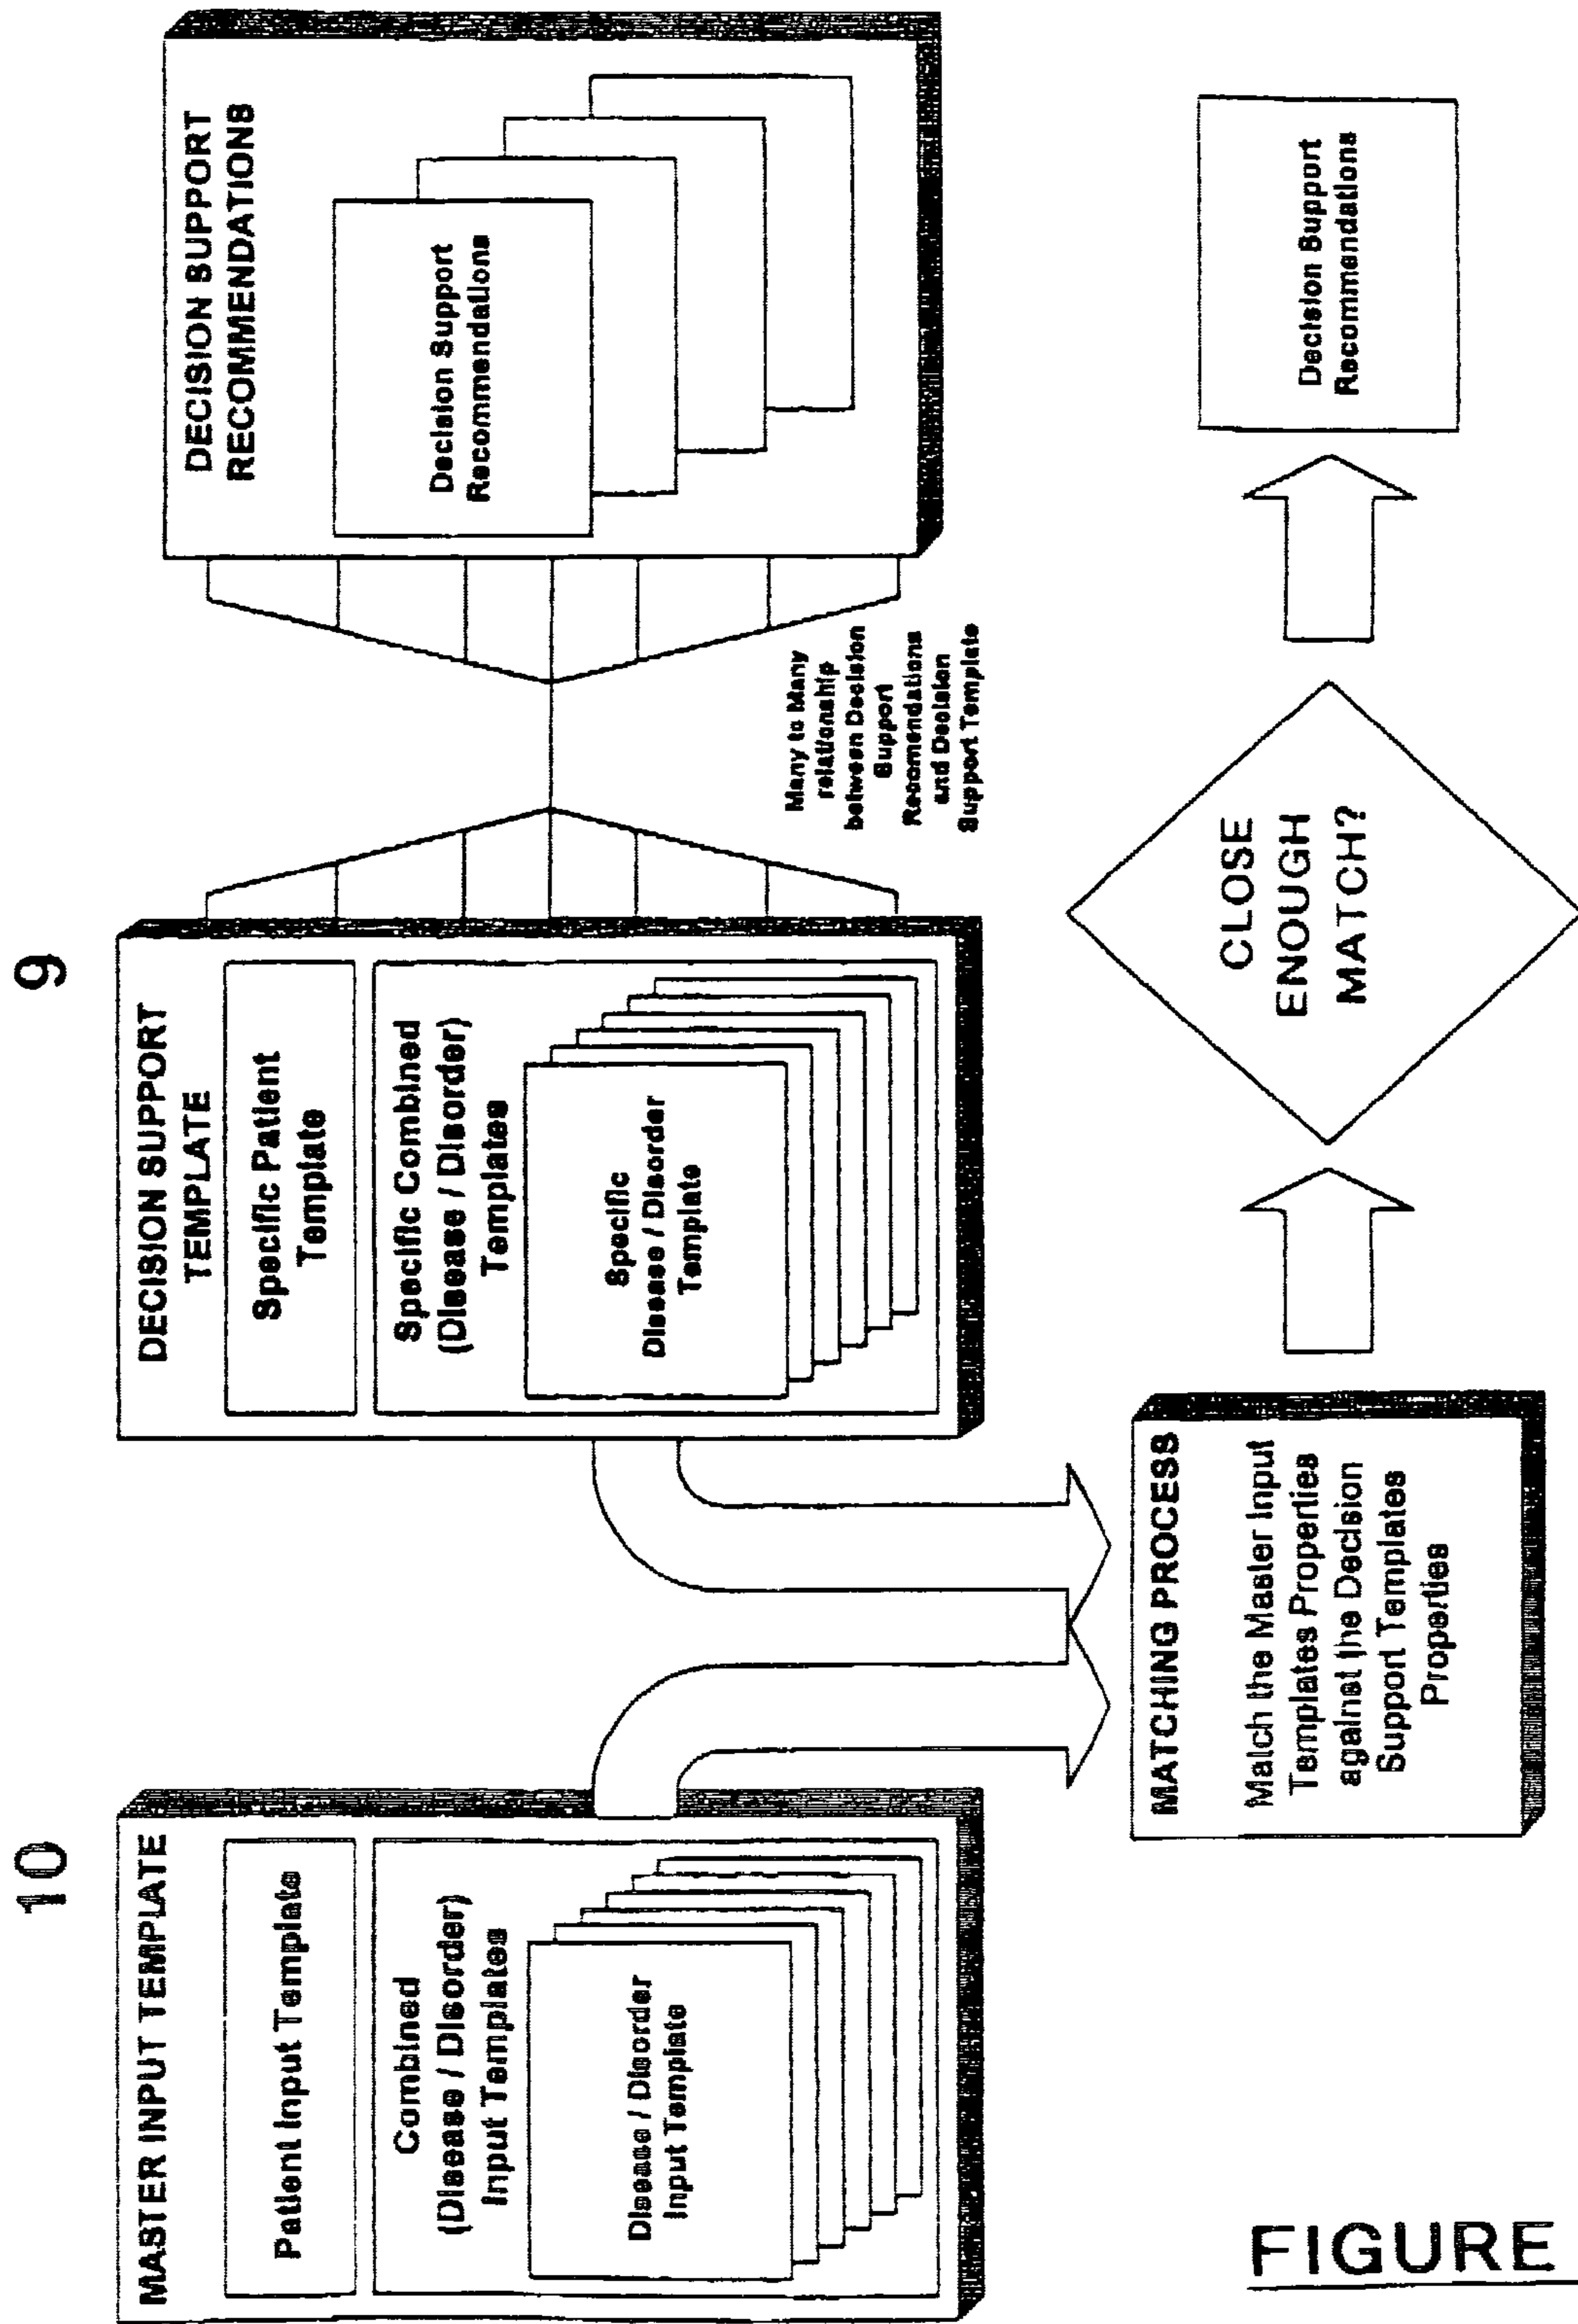 10
MASTER INPUT TEMPLATE
Patient Input Template
Combined
(Disease / Disorder)
Input Templates
Disease / Disorder
Input Template
9
DECISION SUPPORT
TEMPLATE
Specific Patient
Template
Specific Combined
(Disease / Disorder)
Templates
Specific
Disease / Disorder
Template
Many to Many
relationship
between Decision
Support
Recomendations
and Decision
Support Template
DECISION SUPPORT
RECOMMENDATIONS
Decision Support
Recommendations
MATCHING PROCESS
Match the Master Input
Templates Properties
against the Decision
Support Templates
Properties
CLOSE
ENOUGH
MATCH?
Decision Support
Recommendations
FIGURE